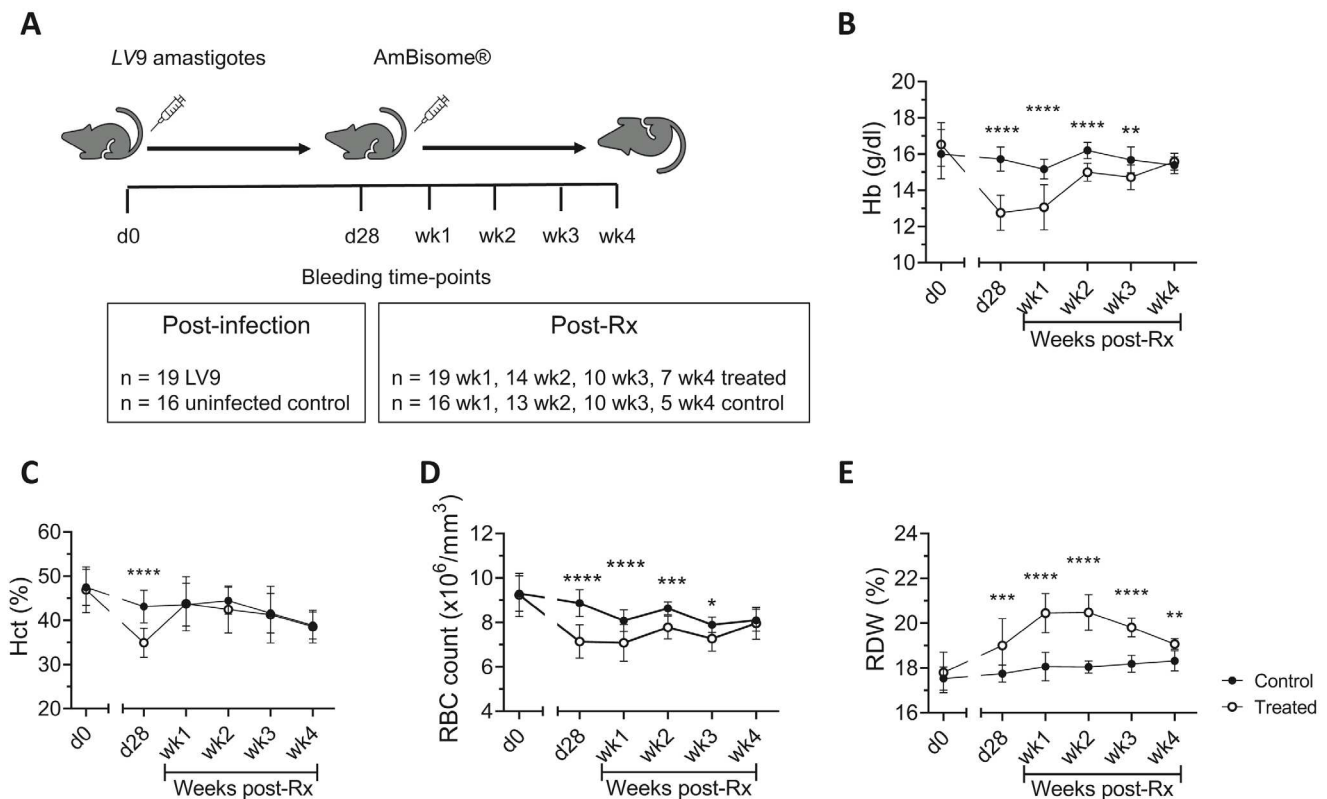 A
LV9 amastigotes
AmBisome®
d0
d28
wk1
wk2
wk3
wk4
Bleeding time-points
Post-infection
n = 19 LV9
n = 16 uninfected control
Post-Rx
n = 19 wk1, 14 wk2, 10 wk3, 7 wk4 treated
n = 16 wk1, 13 wk2, 10 wk3, 5 wk4 control
B
Hb (g/dl)
20
18
16
14
12
10
****
****
****
**
d0
d28
wk1
wk2
wk3
wk4
Weeks post-Rx
C
Hct (%)
60
50
40
30
20
****
d0
d28
wk1
wk2
wk3
wk4
Weeks post-Rx
D
RBC count (x10⁶/mm³)
12
10
8
6
4
****
****
***
*
d0
d28
wk1
wk2
wk3
wk4
Weeks post-Rx
E
RDW (%)
24
22
20
18
16
***
****
****
****
**
d0
d28
wk1
wk2
wk3
wk4
Weeks post-Rx
Control
Treated